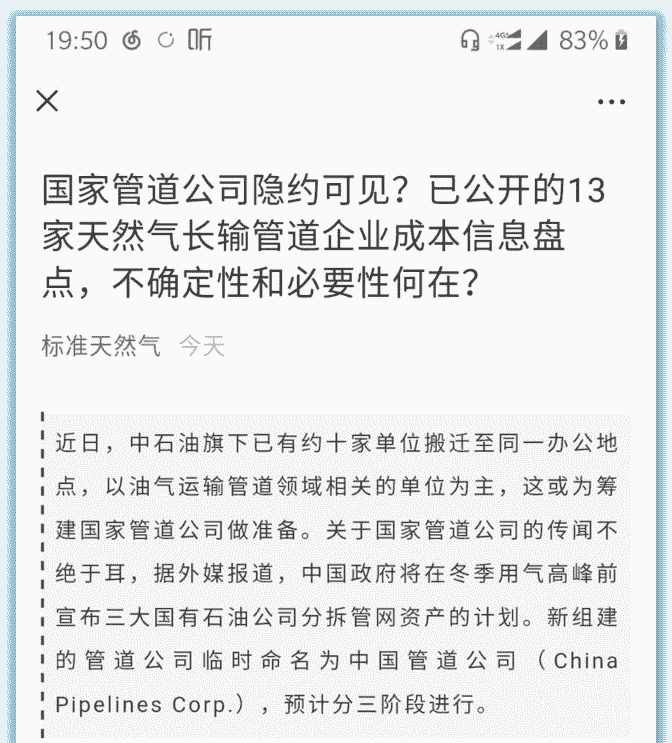 19:50 听 4G 1X 83%
国家管道公司隐约可见？已公开的13
家天然气长输管道企业成本信息盘
点，不确定性和必要性何在？
标准天然气 今天
近日，中石油旗下已有约十家单位搬迁至同一办公地
点，以油气运输管道领域相关的单位为主，这或为筹
建国家管道公司做准备。关于国家管道公司的传闻不
绝于耳，据外媒报道，中国政府将在冬季用气高峰前
宣布三大国有石油公司分拆管网资产的计划。新组建
的管道公司临时命名为中国管道公司（China
Pipelines Corp.），预计分三阶段进行。